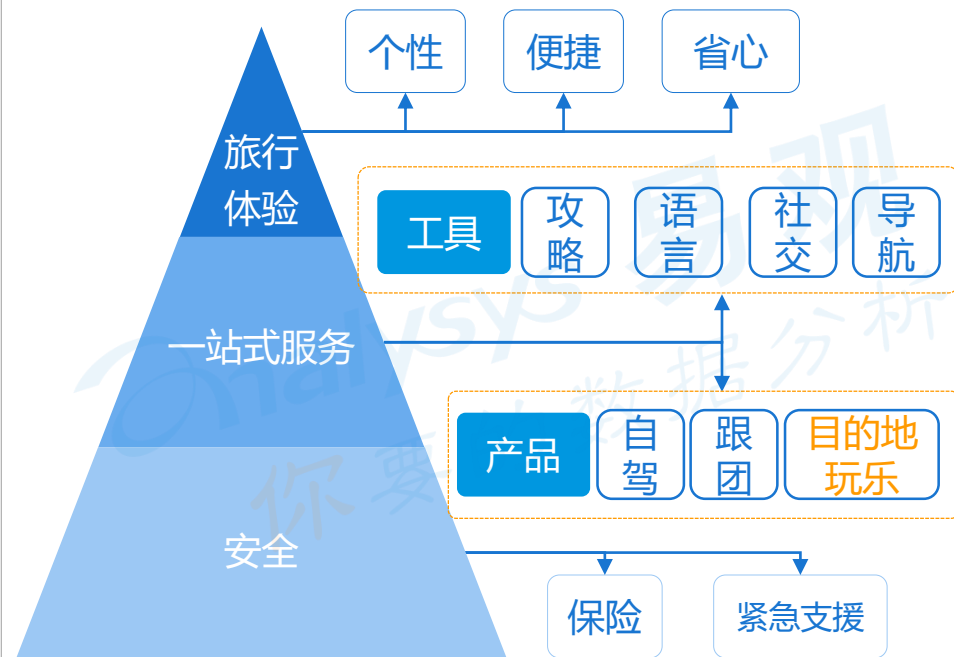 个性
便捷
省心
旅行
体验
工具
攻
略
语
言
社
交
导
航
一站式服务
产品
自
驾
跟
团
目的地
玩乐
安全
保险
紧急支援
analysys 易观
你要的数据分析